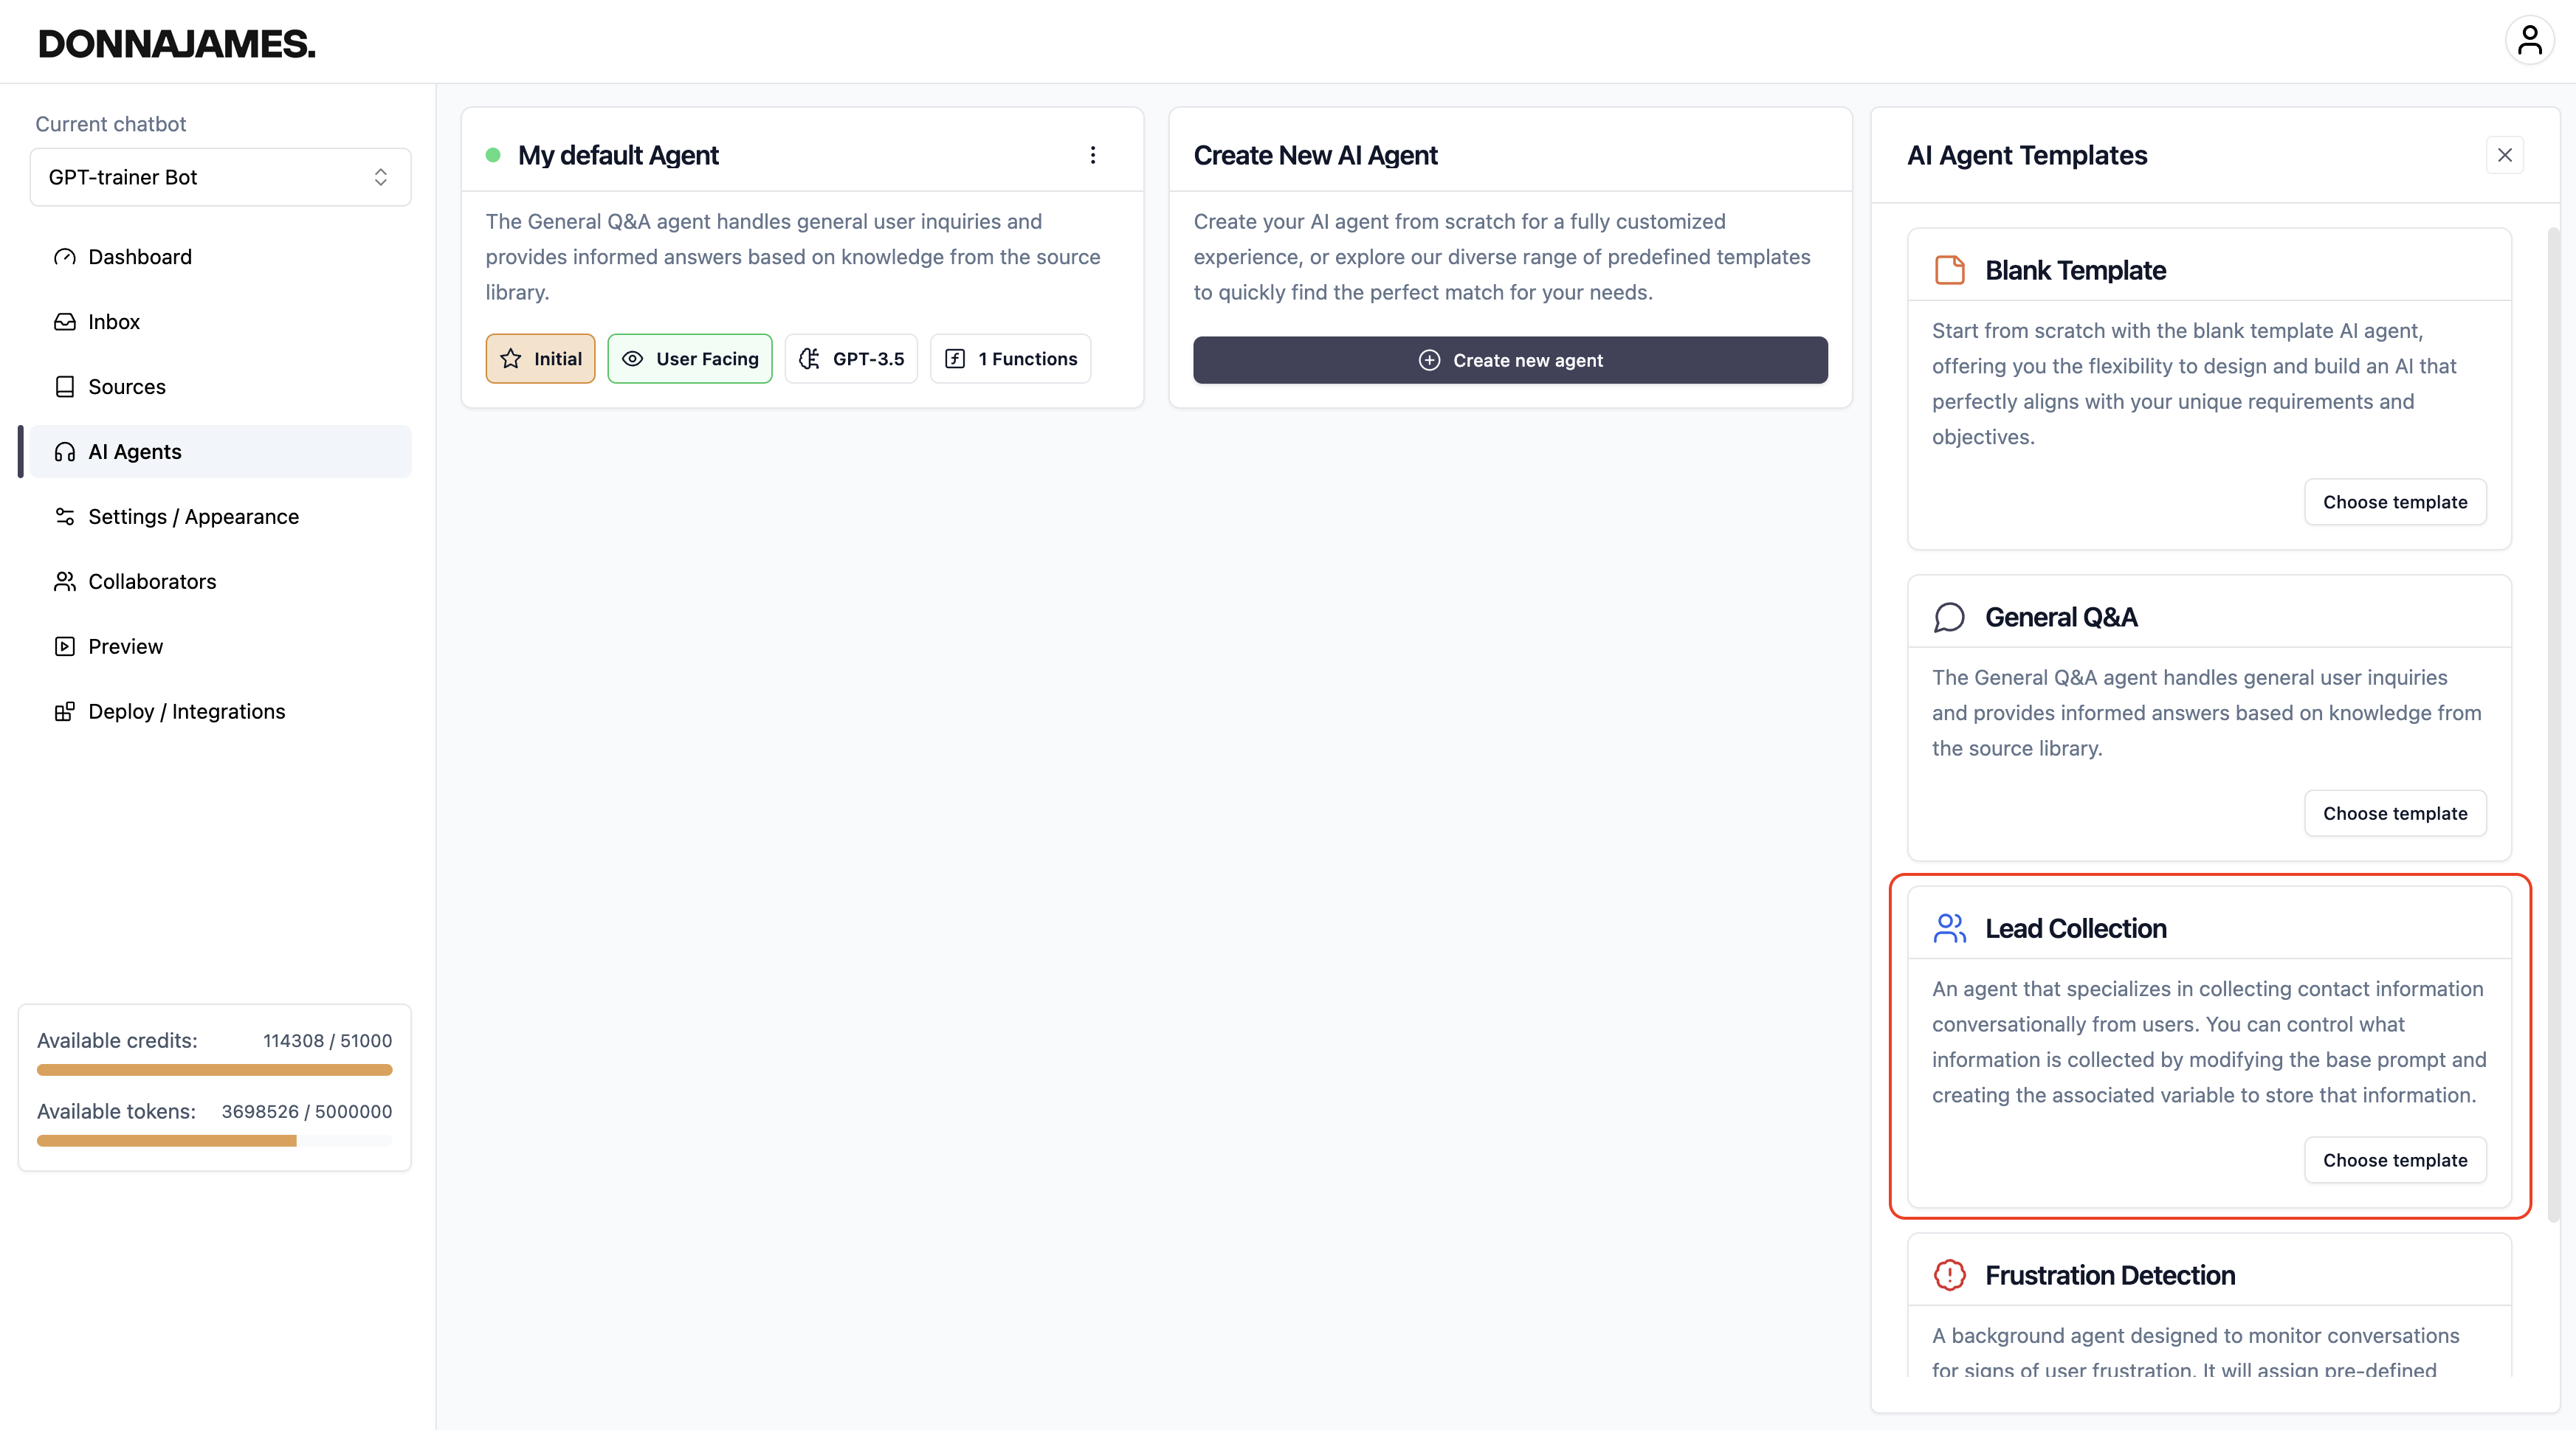 DONNAJAMES.
Current chatbot
GPT-trainer Bot
Dashboard
Inbox
Sources
AI Agents
Settings / Appearance
Collaborators
Preview
Deploy / Integrations
Available credits: 114308 / 51000
Available tokens: 3698526 / 5000000
My default Agent
The General Q&A agent handles general user inquiries and
provides informed answers based on knowledge from the source
library.
Initial
User Facing
GPT-3.5
1 Functions
Create New AI Agent
Create your AI agent from scratch for a fully customized
experience, or explore our diverse range of predefined templates
to quickly find the perfect match for your needs.
Create new agent
AI Agent Templates
Blank Template
Start from scratch with the blank template AI agent,
offering you the flexibility to design and build an AI that
perfectly aligns with your unique requirements and
objectives.
Choose template
General Q&A
The General Q&A agent handles general user inquiries
and provides informed answers based on knowledge from
the source library.
Choose template
Lead Collection
An agent that specializes in collecting contact information
conversationally from users. You can control what
information is collected by modifying the base prompt and
creating the associated variable to store that information.
Choose template
Frustration Detection
A background agent designed to monitor conversations
for signs of user frustration. It will assign pre-defined